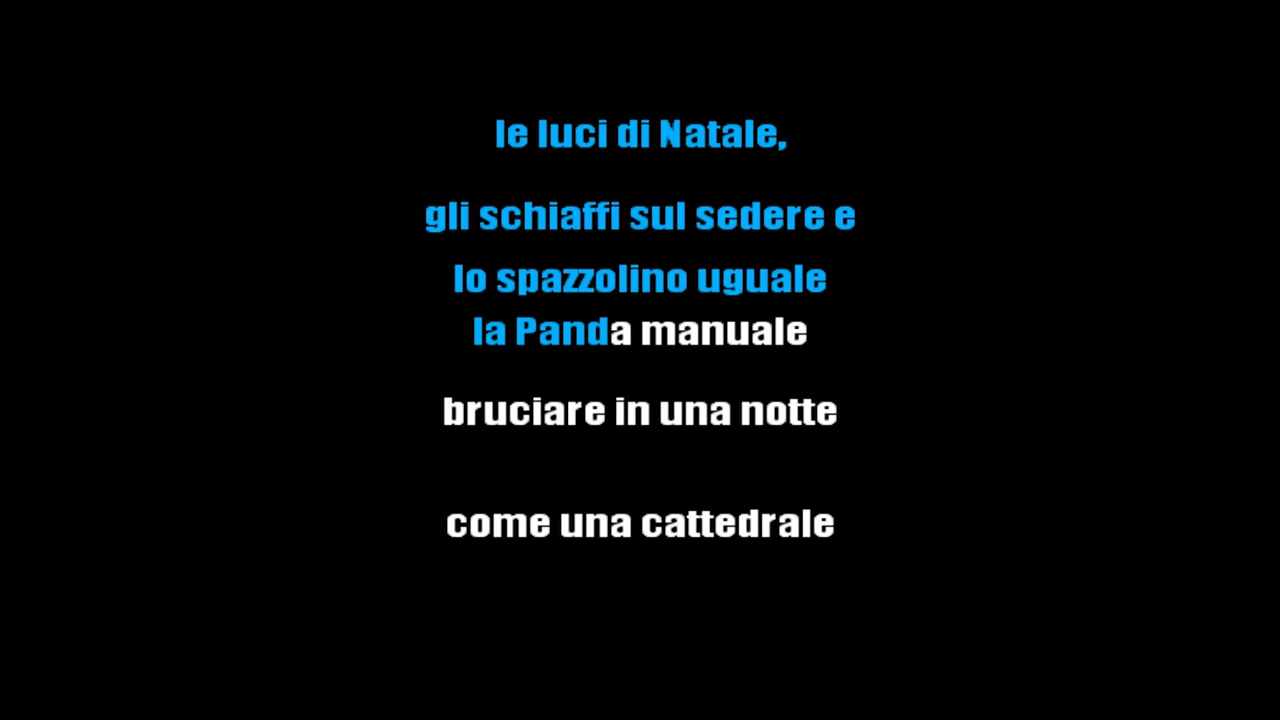 le luci di Natale,
gli schiaffi sul sedere e
lo spazzolino uguale
la Panda manuale
bruciare in una notte
come una cattedrale